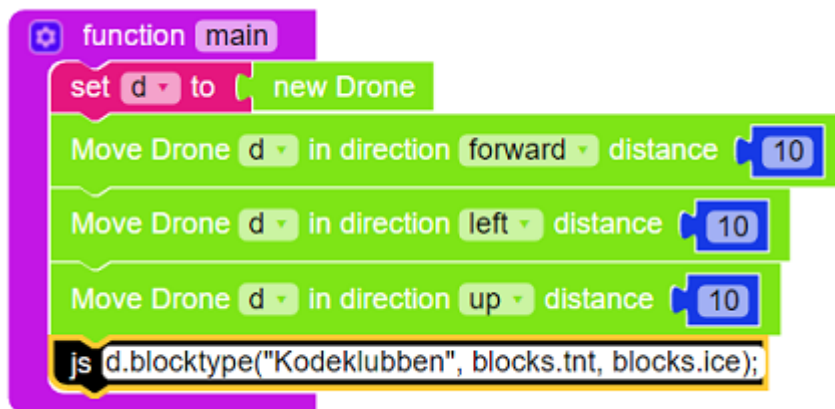 function main
set d to new Drone
Move Drone d in direction forward distance 10
Move Drone d in direction left distance 10
Move Drone d in direction up distance 10
js d.blocktype("Kodeklubben", blocks.tnt, blocks.ice);